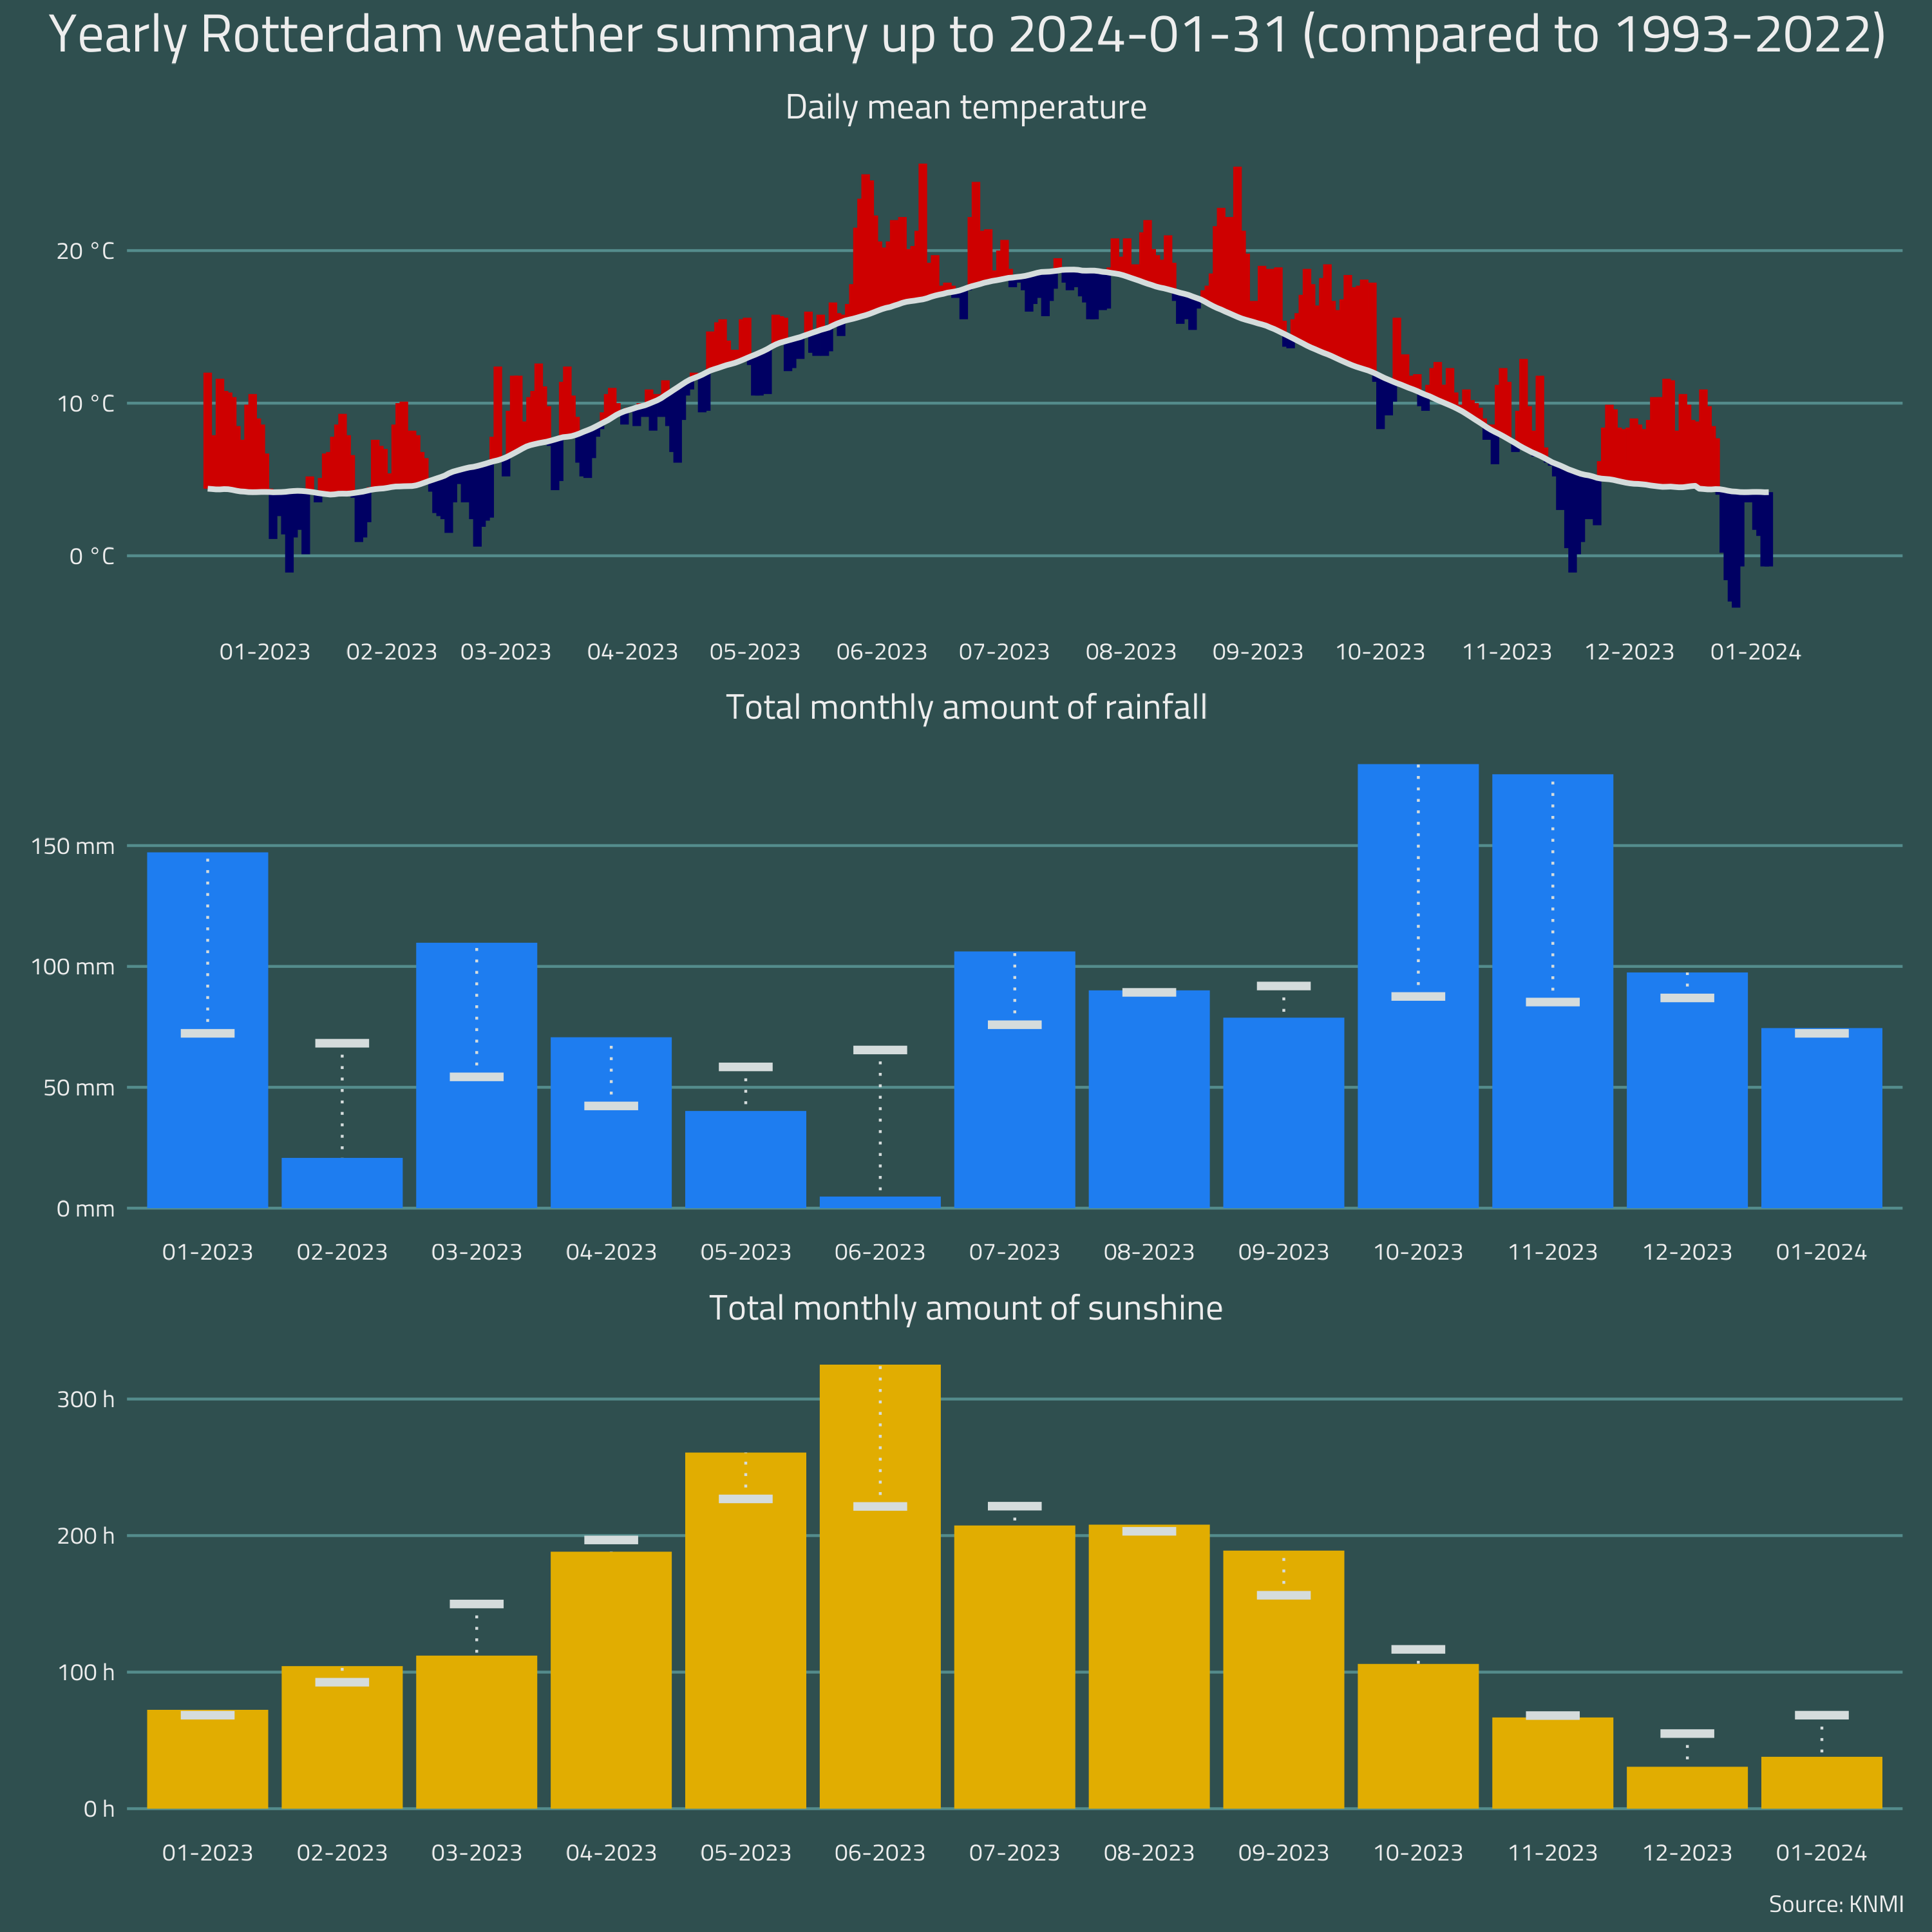 Yearly Rotterdam weather summary up to 2024-01-31 (compared to 1993-2022)
Daily mean temperature
20 °C
10 °C
0 °C
01-2023 02-2023 03-2023 04-2023 05-2023 06-2023 07-2023 08-2023 09-2023 10-2023 11-2023 12-2023 01-2024
Total monthly amount of rainfall
150 mm
100 mm
50 mm
0 mm
01-2023 02-2023 03-2023 04-2023 05-2023 06-2023 07-2023 08-2023 09-2023 10-2023 11-2023 12-2023 01-2024
Total monthly amount of sunshine
300 h
200 h
100 h
0 h
01-2023 02-2023 03-2023 04-2023 05-2023 06-2023 07-2023 08-2023 09-2023 10-2023 11-2023 12-2023 01-2024
Source: KNMI